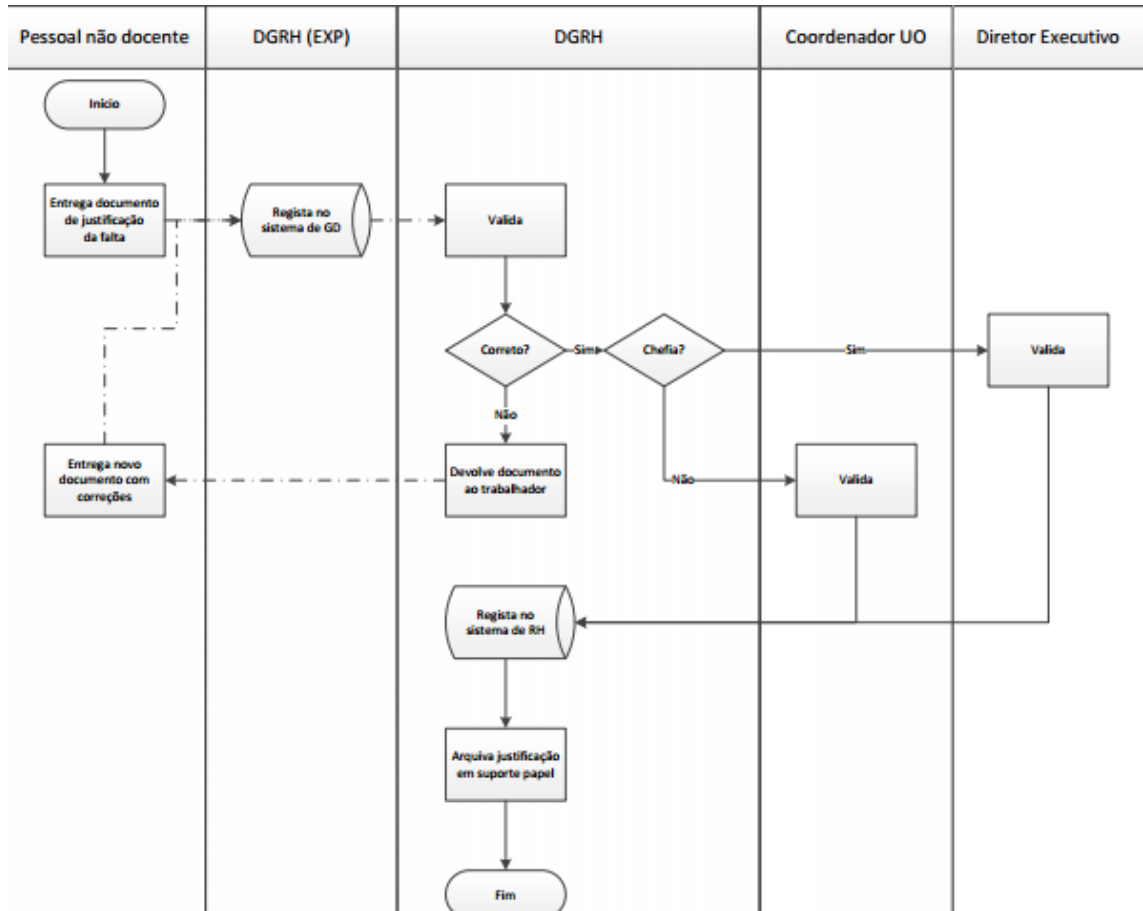 Pessoal não docente
DGRH (EXP)
DGRH
Coordenador UO
Diretor Executivo
Início
Entrega documento
de justificação
da falta
Regista no
sistema de GD
Valida
Correto?
Sim
Chefia?
Sim
Valida
Não
Entrega novo
documento com
correções
Devolve documento
ao trabalhador
Não
Valida
Regista no
sistema de RH
Arquiva justificação
em suporte papel
Fim